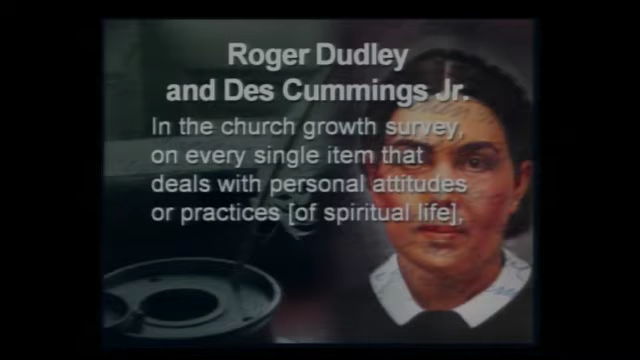 Roger Dudley
and Des Cummings Jr.
In the church growth survey,
on every single item that
deals with personal attitudes
or practices [of spiritual life],